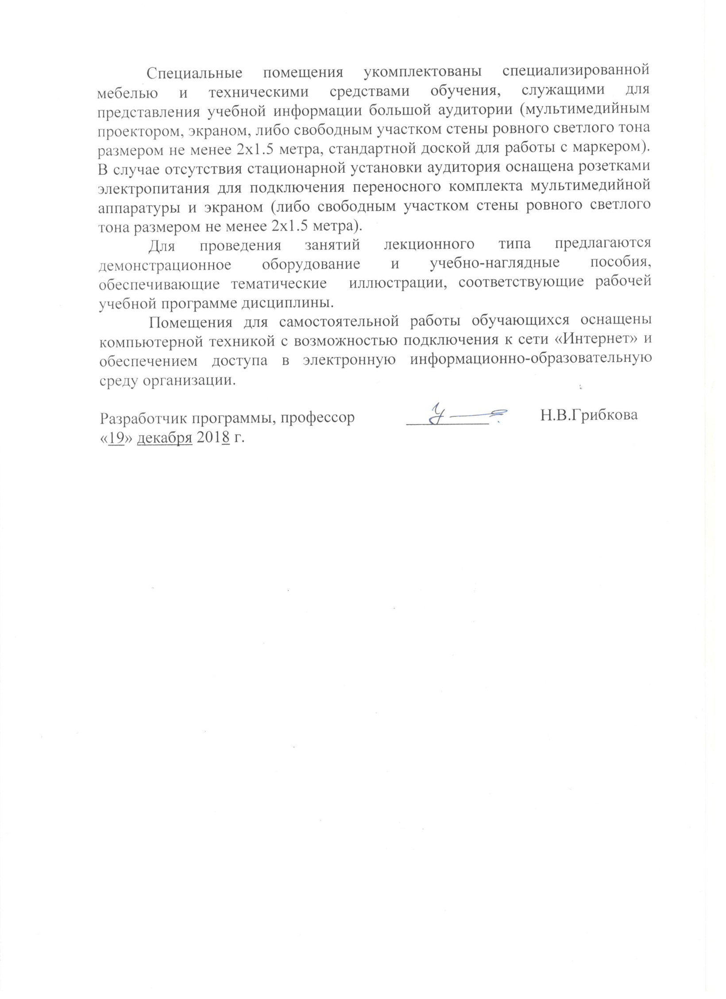 Специальные помещения укомплектованы специализированной
мебелью и техническими средствами обучения, служащими для
представления учебной информации большой аудитории (мультимедийным
проектором, экраном, либо свободным участком стены ровного светлого тона
размером не менее 2х1.5 метра, стандартной доской для работы с маркером).
В случае отсутствия стационарной установки аудитория оснащена розетками
электропитания для подключения переносного комплекта мультимедийной
аппаратуры и экраном (либо свободным участком стены ровного светлого
тона размером не менее 2х1.5 метра).
Для проведения занятий лекционного типа предлагаются
демонстрационное оборудование и учебно-наглядные пособия,
обеспечивающие тематические иллюстрации, соответствующие рабочей
учебной программе дисциплины.
Помещения для самостоятельной работы обучающихся оснащены
компьютерной техникой с возможностью подключения к сети «Интернет» и
обеспечением доступа в электронную информационно-образовательную
среду организации.
Разработчик программы, профессор Н.В.Грибкова
«19» декабря 2018 г.